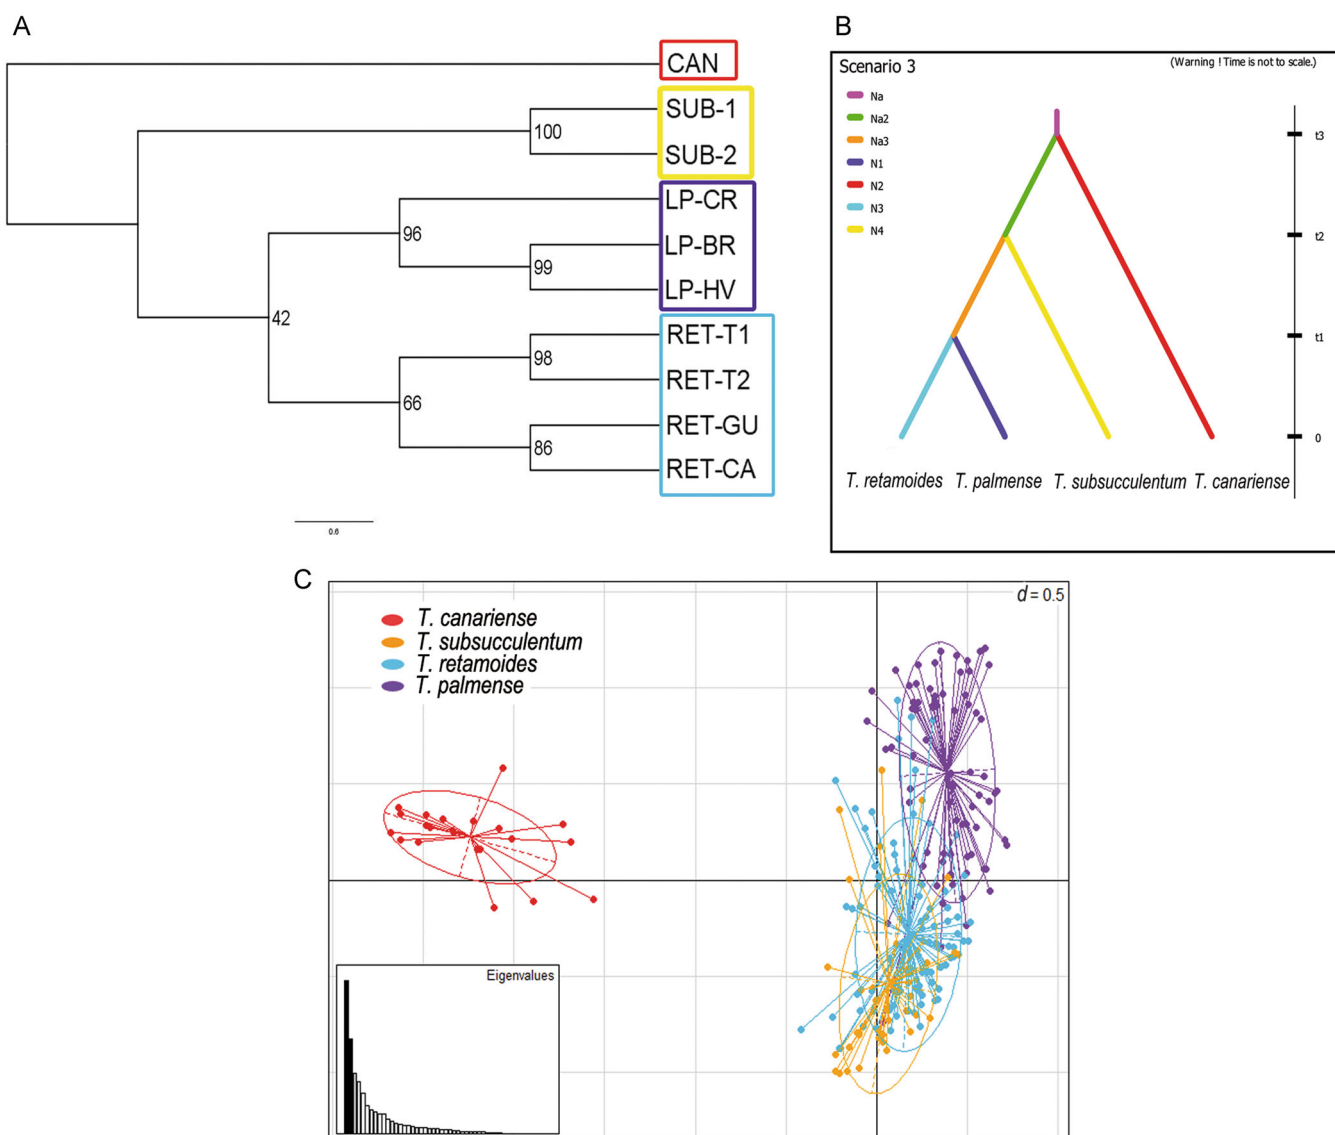 A
CAN
SUB-1
100
SUB-2
LP-CR
96
LP-BR
99
LP-HV
42
RET-T1
98
RET-T2
66
RET-GU
86
RET-CA
0.6
B
Scenario 3
(Warning ! Time is not to scale.)
Na
Na2
Na3
N1
N2
N3
N4
t3
t2
t1
0
T. retamoides T. palmense T. subsucculentum T. canariense
C
d = 0.5
T. canariense
T. subsucculentum
T. retamoides
T. palmense
Eigenvalues